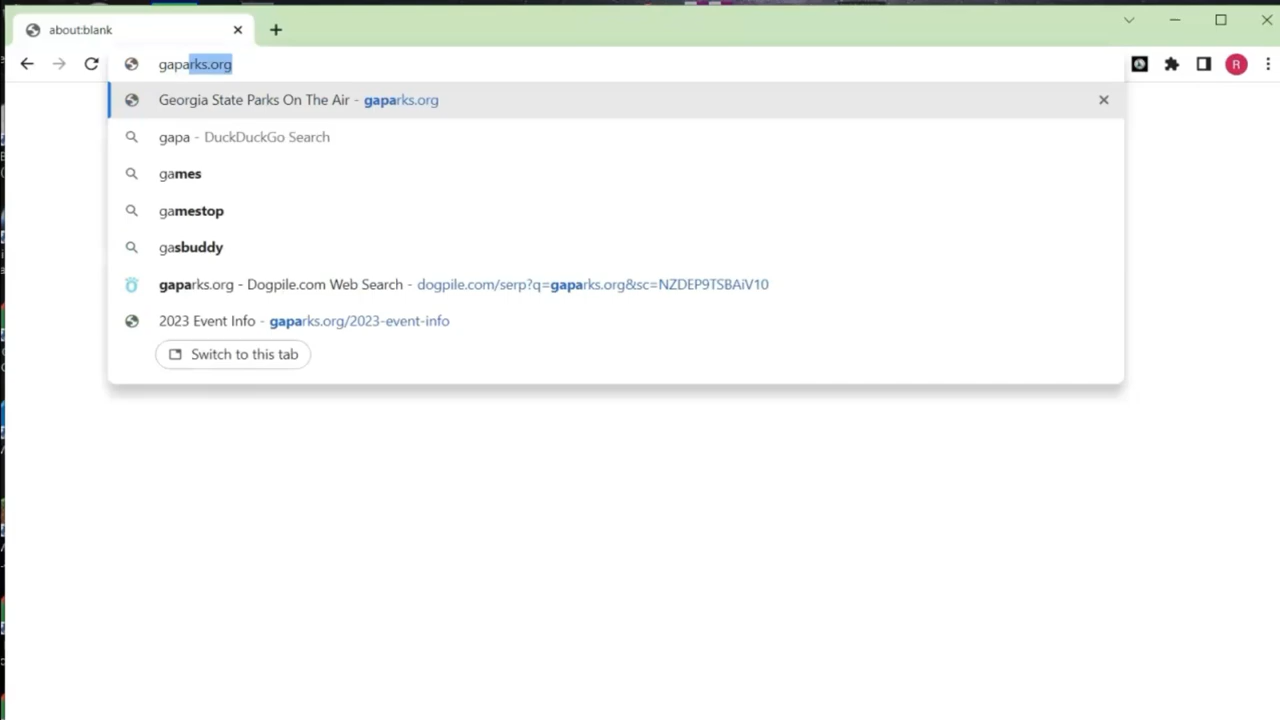 about:blank
gaparks.org
Georgia State Parks On The Air - gaparks.org
gapa - DuckDuckGo Search
games
gamestop
gasbuddy
gaparks.org - Dogpile.com Web Search - dogpile.com/serp?q=gaparks.org&sc=NZDEP9TSBAiV10
2023 Event Info - gaparks.org/2023-event-info
Switch to this tab
R